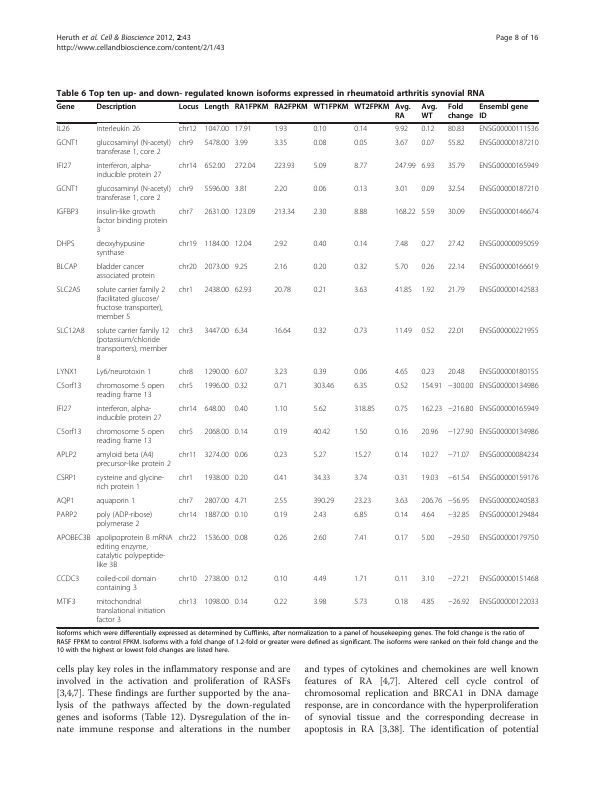 Heruth et al. Cell & Bioscience 2012, 2:43
http://www.cellandbioscience.com/content/2/1/43
Page 8 of 16
Table 6 Top ten up- and down- regulated known isoforms expressed in rheumatoid arthritis synovial RNA
Gene Description Locus Length RA1FPKM RA2FPKM WT1FPKM WT2FPKM Avg. RA Avg. WT Fold change Ensembl gene ID
IL26 interleukin 26 chr12 1047.00 17.91 1.93 0.10 0.14 9.92 0.12 80.83 ENSG00000111536
GCNT1 glucosaminyl (N-acetyl) chr9 5478.00 3.99 3.35 0.08 0.05 3.67 0.07 55.82 ENSG00000187210
transferase 1, core 2
IFI27 interferon, alpha- chr14 652.00 272.04 223.93 5.09 8.77 247.99 6.93 35.79 ENSG00000165949
inducible protein 27
GCNT1 glucosaminyl (N-acetyl) chr9 5596.00 3.81 2.20 0.06 0.13 3.01 0.09 32.54 ENSG00000187210
transferase 1, core 2
IGFBP3 insulin-like growth chr7 2631.00 123.09 213.34 2.30 8.88 168.22 5.59 30.09 ENSG00000146674
factor binding protein
3
DHPS deoxyhypusine chr19 1184.00 12.04 2.92 0.40 0.14 7.48 0.27 27.42 ENSG00000095059
synthase
BLCAP bladder cancer chr20 2073.00 9.25 2.16 0.20 0.32 5.70 0.26 22.14 ENSG00000166619
associated protein
SLC2A5 solute carrier family 2 chr1 2438.00 62.93 20.78 0.21 3.63 41.85 1.92 21.79 ENSG00000142583
(facilitated glucose/
fructose transporter),
member 5
SLC12A8 solute carrier family 12 chr3 3447.00 6.34 16.64 0.32 0.73 11.49 0.52 22.01 ENSG00000221955
(potassium/chloride
transporters), member
8
LYNX1 Ly6/neurotoxin 1 chr8 1290.00 6.07 3.23 0.39 0.06 4.65 0.23 20.48 ENSG00000180155
C5orf13 chromosome 5 open chr5 1996.00 0.32 0.71 303.46 6.35 0.52 154.91 −300.00 ENSG00000134986
reading frame 13
IFI27 interferon, alpha- chr14 648.00 0.40 1.10 5.62 318.85 0.75 162.23 −216.80 ENSG00000165949
inducible protein 27
C5orf13 chromosome 5 open chr5 2068.00 0.14 0.19 40.42 1.50 0.16 20.96 −127.90 ENSG00000134986
reading frame 13
APLP2 amyloid beta (A4) chr11 3274.00 0.06 0.23 5.27 15.27 0.14 10.27 −71.07 ENSG00000084234
precursor-like protein 2
CSRP1 cysteine and glycine- chr1 1938.00 0.20 0.41 34.33 3.74 0.31 19.03 −61.54 ENSG00000159176
rich protein 1
AQP1 aquaporin 1 chr7 2807.00 4.71 2.55 390.29 23.23 3.63 206.76 −56.95 ENSG00000240583
PARP2 poly (ADP-ribose) chr14 1887.00 0.10 0.19 2.43 6.85 0.14 4.64 −32.85 ENSG00000129484
polymerase 2
APOBEC3B apolipoprotein B mRNA chr22 1536.00 0.08 0.26 2.60 7.41 0.17 5.00 −29.50 ENSG00000179750
editing enzyme,
catalytic polypeptide-
like 3B
CCDC3 coiled-coil domain chr10 2738.00 0.12 0.10 4.49 1.71 0.11 3.10 −27.21 ENSG00000151468
containing 3
MTIF3 mitochondrial chr13 1098.00 0.14 0.22 3.98 5.73 0.18 4.85 −26.92 ENSG00000122033
translational initiation
factor 3
Isoforms which were differentially expressed as determined by Cufflinks, after normalization to a panel of housekeeping genes. The fold change is the ratio of
RASF FPKM to control FPKM. Isoforms with a fold change of 1.2-fold or greater were defined as significant. The isoforms were ranked on their fold change and the
10 with the highest or lowest fold changes are listed here.
cells play key roles in the inflammatory response and are
involved in the activation and proliferation of RASFs
[3,4,7]. These findings are further supported by the ana-
lysis of the pathways affected by the down-regulated
genes and isoforms (Table 12). Dysregulation of the in-
nate immune response and alterations in the number
and types of cytokines and chemokines are well known
features of RA [4,7]. Altered cell cycle control of
chromosomal replication and BRCA1 in DNA damage
response, are in concordance with the hyperproliferation
of synovial tissue and the corresponding decrease in
apoptosis in RA [3,38]. The identification of potential